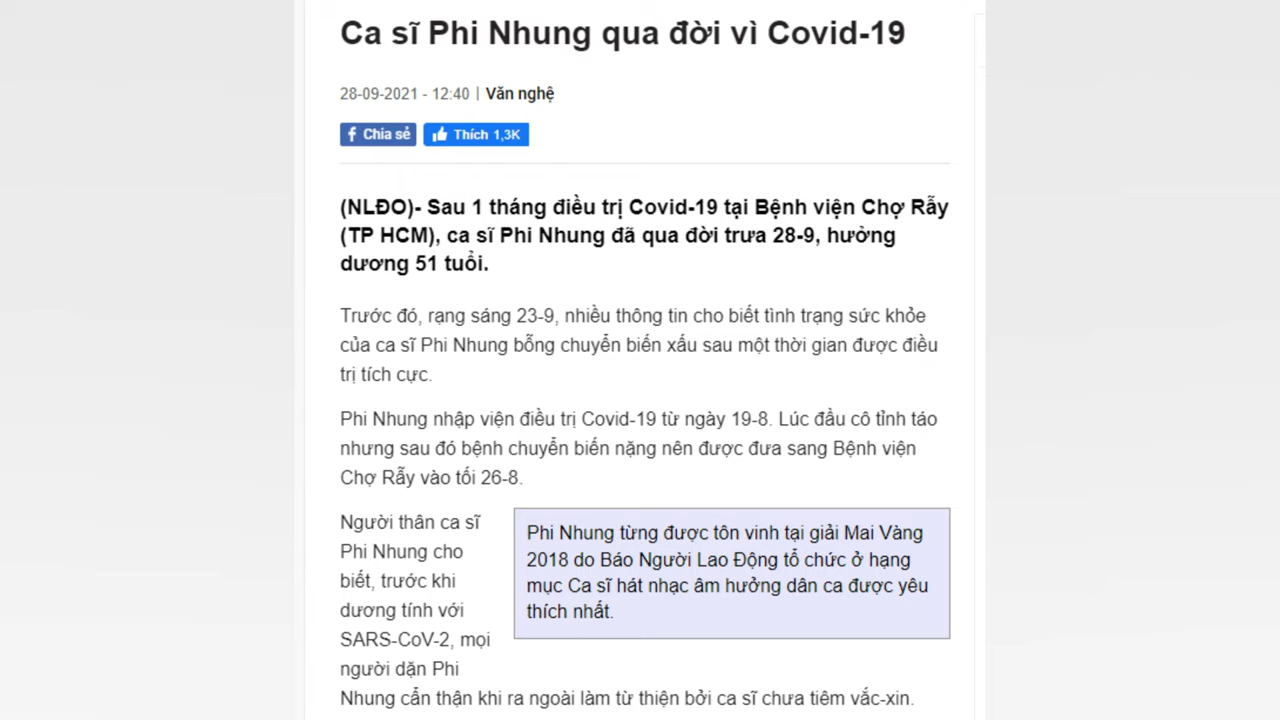 Ca sĩ Phi Nhung qua đời vì Covid-19
28-09-2021 - 12:40 | Văn nghệ
Chia sẻ Thích 1,3K
(NLĐO)- Sau 1 tháng điều trị Covid-19 tại Bệnh viện Chợ Rẫy
(TP HCM), ca sĩ Phi Nhung đã qua đời trưa 28-9, hưởng
dương 51 tuổi.
Trước đó, rạng sáng 23-9, nhiều thông tin cho biết tình trạng sức khỏe
của ca sĩ Phi Nhung bỗng chuyển biến xấu sau một thời gian được điều
trị tích cực.
Phi Nhung nhập viện điều trị Covid-19 từ ngày 19-8. Lúc đầu cô tỉnh táo
nhưng sau đó bệnh chuyển biến nặng nên được đưa sang Bệnh viện
Chợ Rẫy vào tối 26-8.
Người thân ca sĩ
Phi Nhung cho
biết, trước khi
dương tính với
SARS-CoV-2, mọi
người dặn Phi
Nhung cẩn thận khi ra ngoài làm từ thiện bởi ca sĩ chưa tiêm vắc-xin.
Phi Nhung từng được tôn vinh tại giải Mai Vàng
2018 do Báo Người Lao Động tổ chức ở hạng
mục Ca sĩ hát nhạc âm hưởng dân ca được yêu
thích nhất.